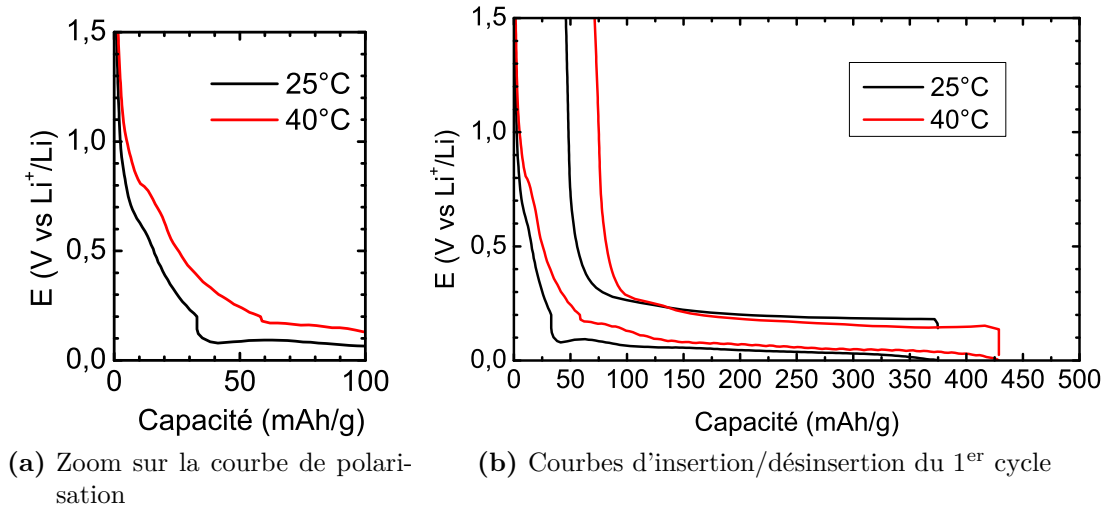 1,5
1,0
0,5
0,0
E (V vs Li⁺/Li)
25°C
40°C
0 50 100
Capacité (mAh/g)
(a) Zoom sur la courbe de polari-
sation
1,5
1,0
0,5
0,0
E (V vs Li⁺/Li)
25°C
40°C
0 50 100 150 200 250 300 350 400 450 500
Capacité (mAh/g)
(b) Courbes d'insertion/désinsertion du 1ᵉʳ cycle